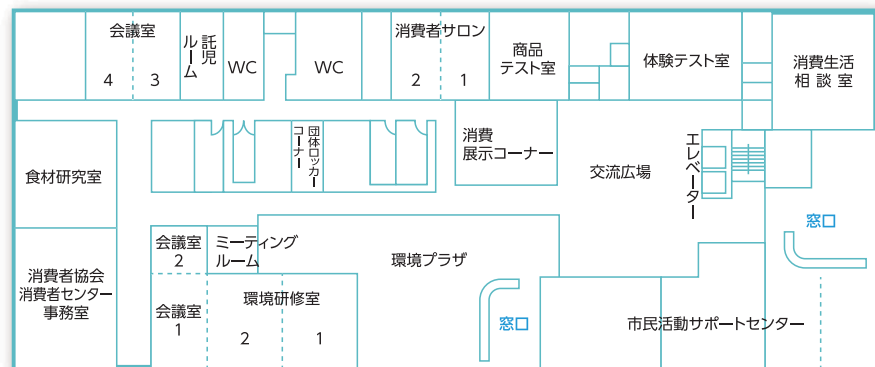 会議室
4
3
託児
ルーム
WC
WC
消費者サロン
2
1
商品
テスト室
体験テスト室
消費生活
相談室
食材研究室
団体ロッカー
コーナー
消費
展示コーナー
交流広場
エレベーター
窓口
消費者協会
消費者センター
事務室
会議室
2
ミーティング
ルーム
会議室
1
環境研修室
2
1
環境プラザ
窓口
市民活動サポートセンター